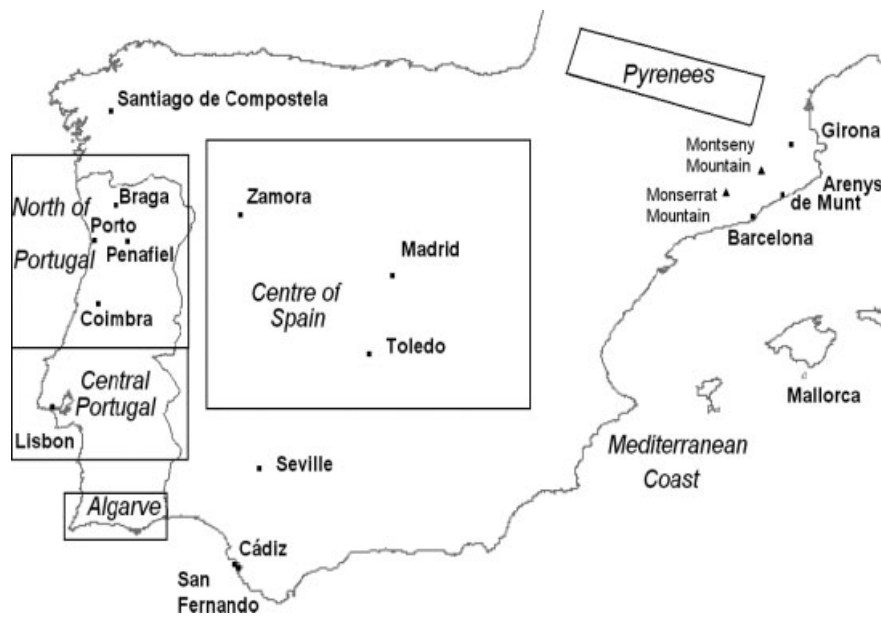 Pyrenees
Santiago de Compostela
Girona
Montseny
Mountain
Monserrat
Mountain
Arenys
de Munt
Barcelona
North of
Portugal
Braga
Porto
Penafiel
Coimbra
Zamora
Madrid
Centre of
Spain
Toledo
Central
Portugal
Lisbon
Mallorca
Mediterranean
Coast
Seville
Algarve
Cádiz
San
Fernando